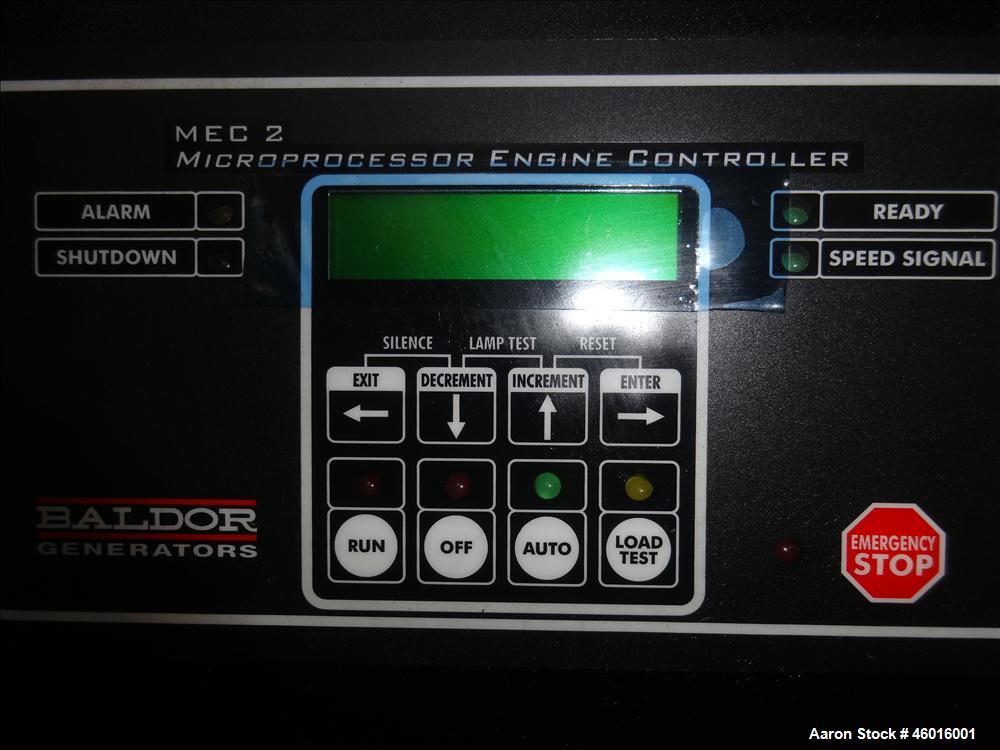 MEC 2
MICROPROCESSOR ENGINE CONTROLLER
ALARM
SHUTDOWN
READY
SPEED SIGNAL
SILENCE LAMP TEST RESET
EXIT DECREMENT INCREMENT ENTER
RUN OFF AUTO LOAD TEST
BALDOR
GENERATORS
EMERGENCY
STOP
Aaron Stock # 46016001